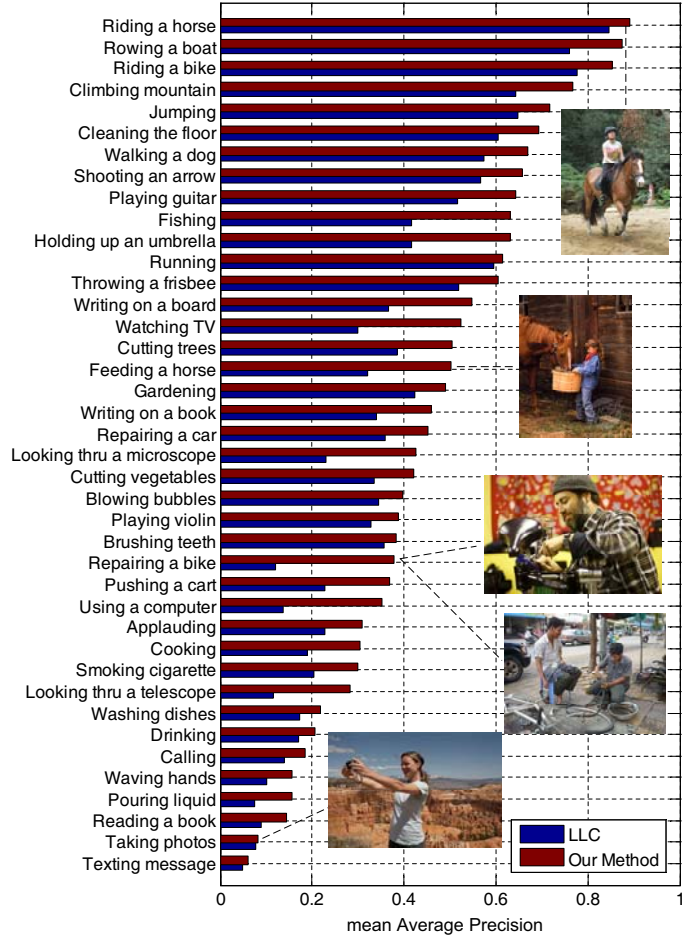 Riding a horse
Rowing a boat
Riding a bike
Climbing mountain
Jumping
Cleaning the floor
Walking a dog
Shooting an arrow
Playing guitar
Fishing
Holding up an umbrella
Running
Throwing a frisbee
Writing on a board
Watching TV
Cutting trees
Feeding a horse
Gardening
Writing on a book
Repairing a car
Looking thru a microscope
Cutting vegetables
Blowing bubbles
Playing violin
Brushing teeth
Repairing a bike
Pushing a cart
Using a computer
Applauding
Cooking
Smoking cigarette
Looking thru a telescope
Washing dishes
Drinking
Calling
Waving hands
Pouring liquid
Reading a book
Taking photos
Texting message
LLC
Our Method
0 0.2 0.4 0.6 0.8 1
mean Average Precision